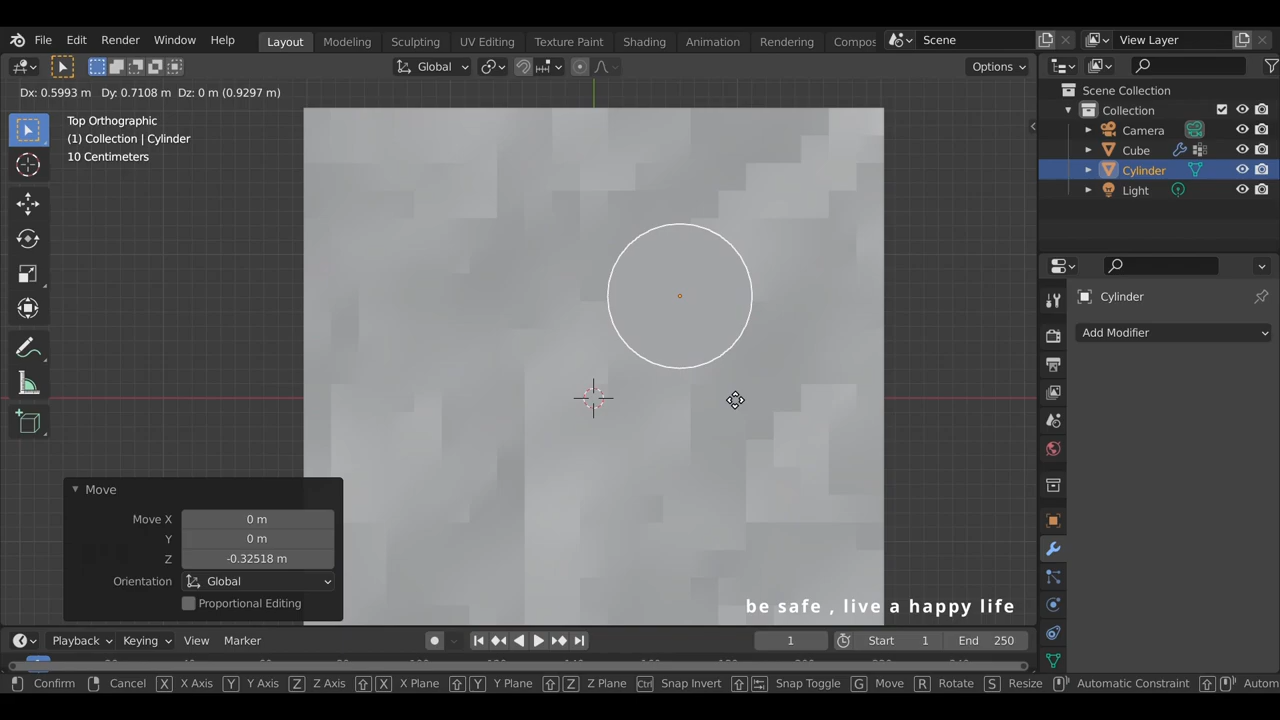 File Edit Render Window Help Layout Modeling Sculpting UV Editing Texture Paint Shading Animation Rendering Compos Scene View Layer
Global Options
Dx: 0.5993 m Dy: 0.7108 m Dz: 0 m (0.9297 m)
Scene Collection
Top Orthographic
Collection
(1) Collection | Cylinder
Camera
10 Centimeters
Cube
Cylinder
Light
Cylinder
Add Modifier
Move
Move X 0 m
Y 0 m
Z -0.32518 m
Orientation Global
Proportional Editing
be safe , live a happy life
Playback Keying View Marker 1 Start 1 End 250
Confirm Cancel X X Axis Y Y Axis Z Z Axis X X Plane Y Y Plane Z Z Plane Ctrl Snap Invert Snap Toggle G Move R Rotate S Resize Automatic Constraint Autom